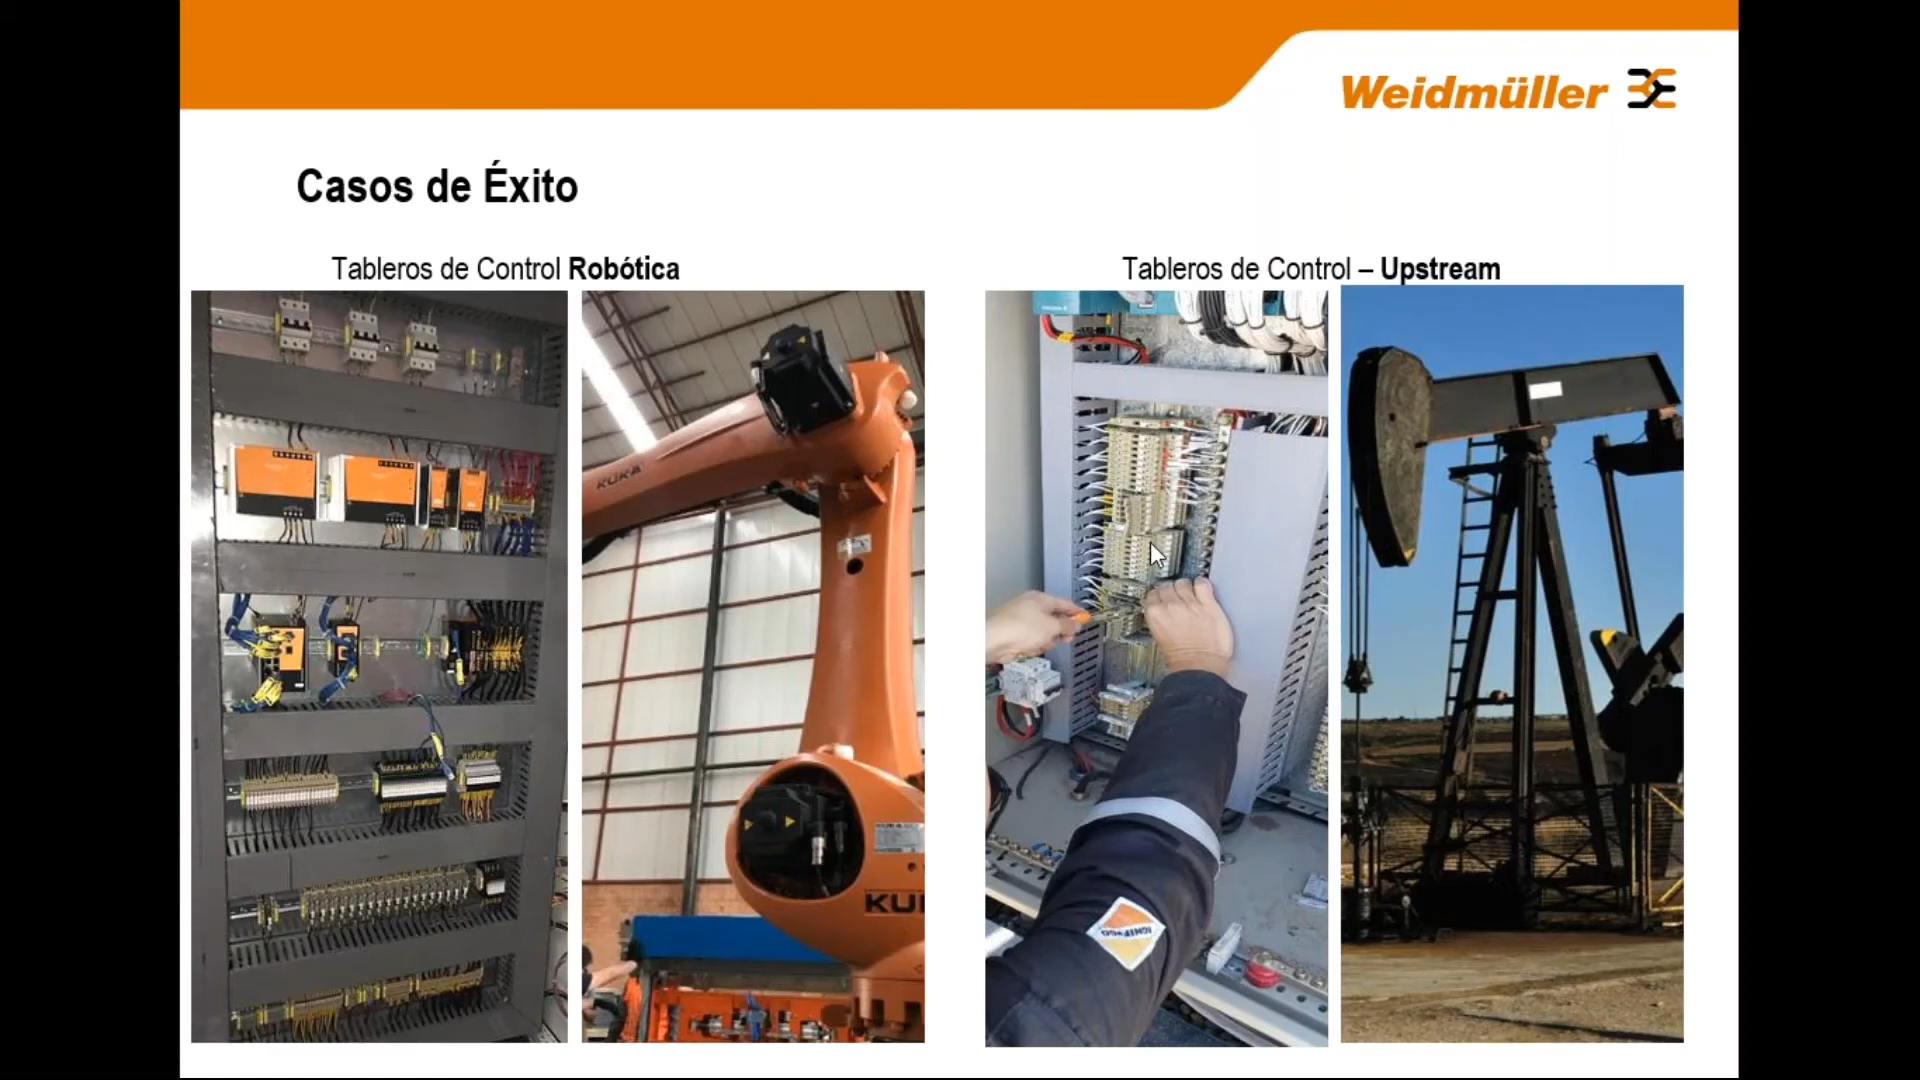 Weidmüller
Casos de Éxito
Tableros de Control Robótica
Tableros de Control – Upstream
KUKA
KU